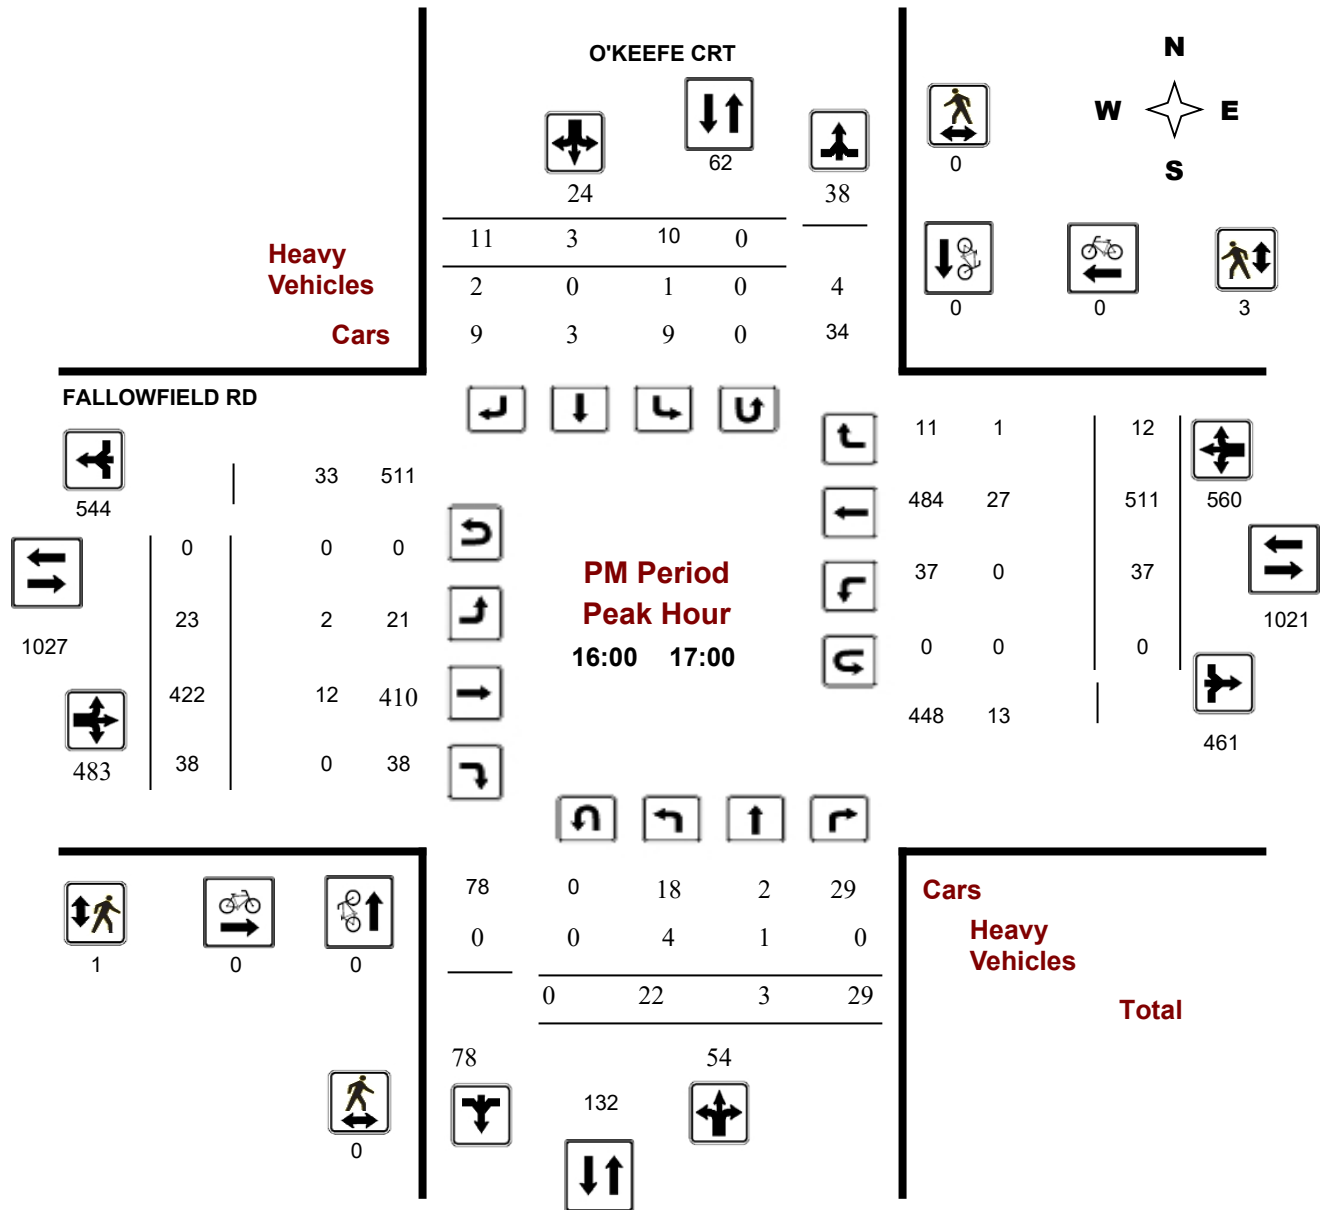 O'KEEFE CRT
N
W E
S
62
0
24 38
11 3 10 0
Heavy
Vehicles
2 0 1 0 4
0 0 3
Cars
9 3 9 0 34
FALLOWFIELD RD
11 1 12
33 511
544
484 27 511 560
0 0 0
PM Period
37 0 37
Peak Hour
23 2 21
1027
1021
16:00 17:00
0 0 0
422 12 410
448 13
461
483 38 0 38
78 0 18 2 29
Cars
0 0 4 1 0
Heavy
Vehicles
1 0 0
0 22 3 29
Total
78 54
132
0